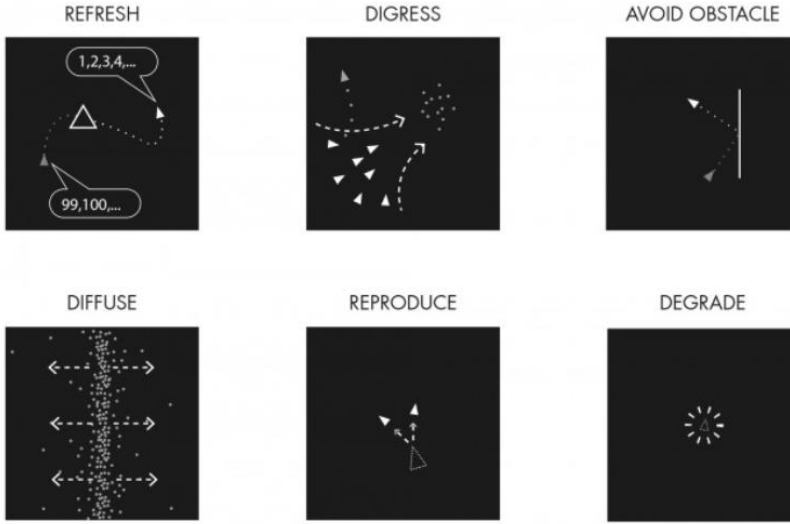 REFRESH
DIGRESS
AVOID OBSTACLE
1,2,3,4,...
99,100,...
DIFFUSE
REPRODUCE
DEGRADE